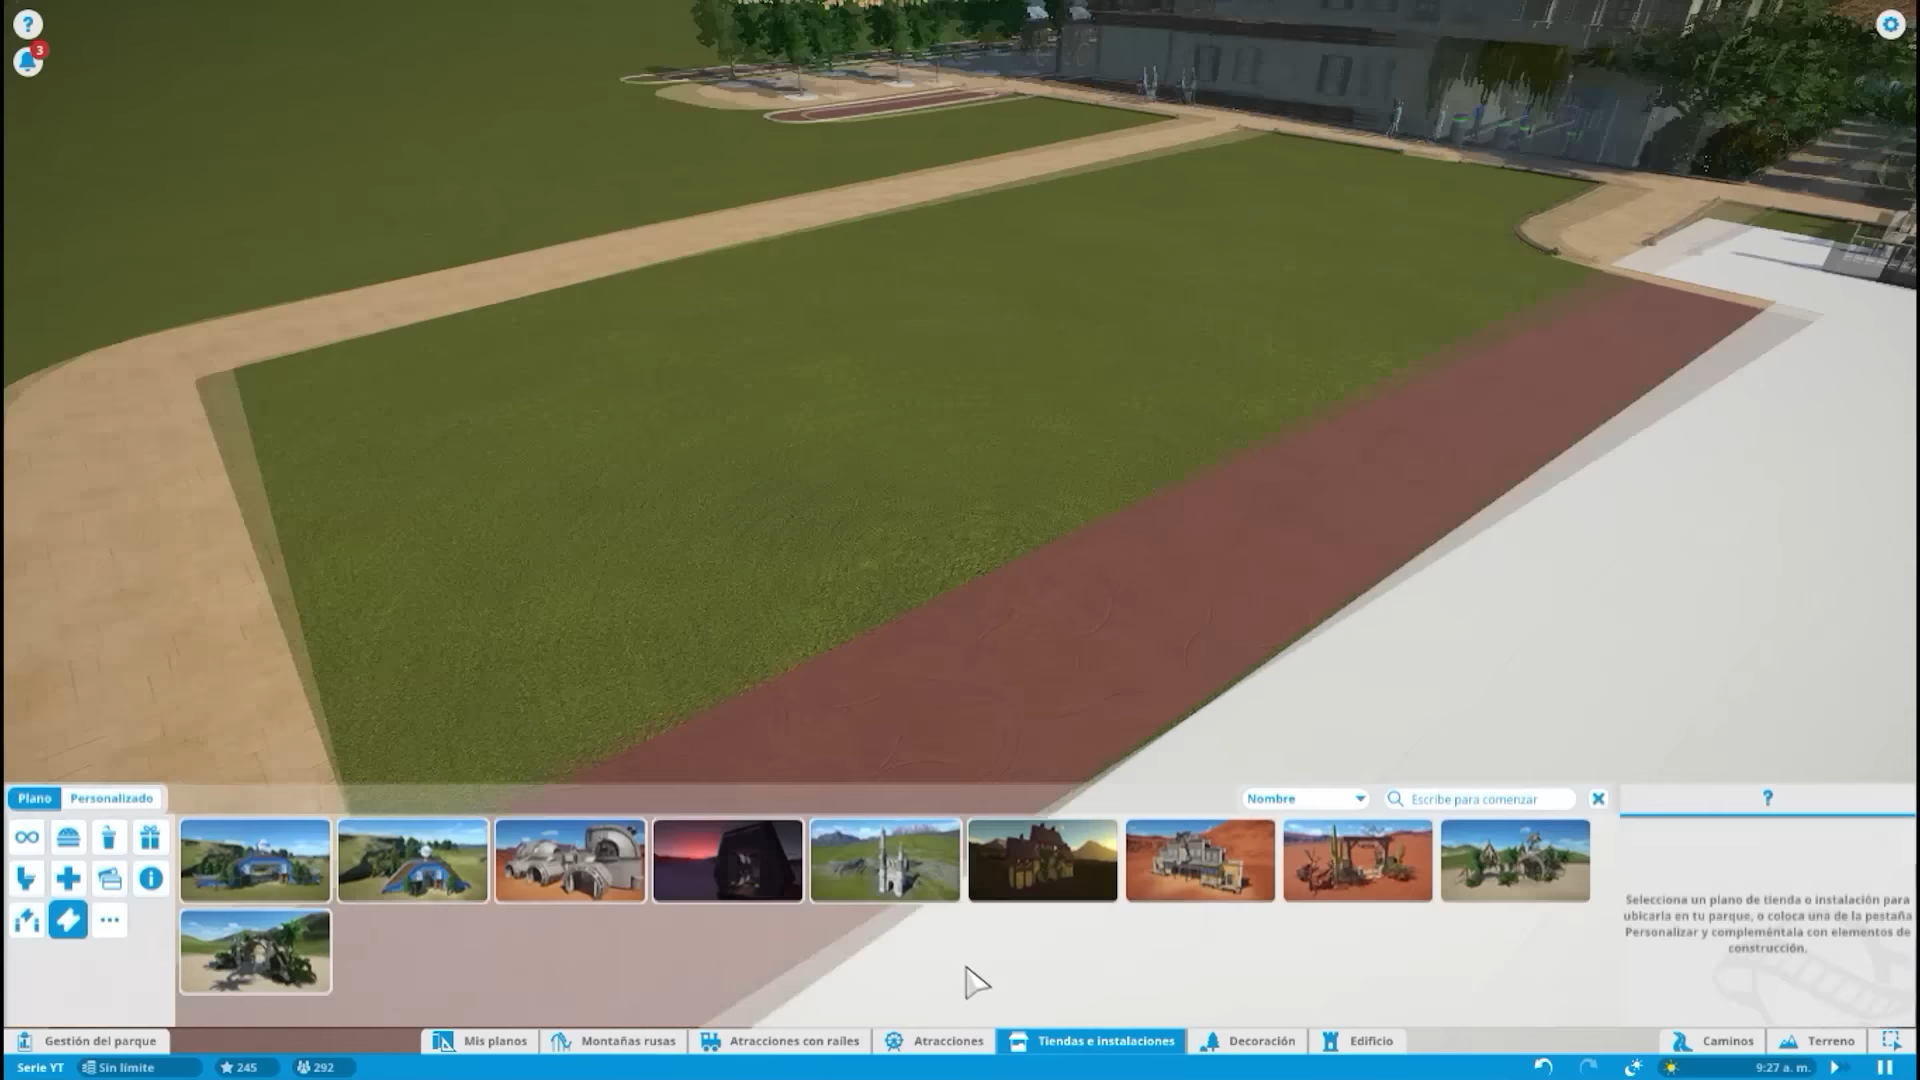 ?
3
Plano
Personalizado
Nombre
Escribe para comenzar
?
Selecciona un plano de tienda o instalación para
ubicarla en tu parque, o coloca una de la pestaña
Personalizar y compleméntala con elementos de
construcción.
Gestión del parque
Mis planos
Montañas rusas
Atracciones con raíles
Atracciones
Tiendas e instalaciones
Decoración
Edificio
Caminos
Terreno
Serie YT
Sin límite
245
292
9:27 a. m.